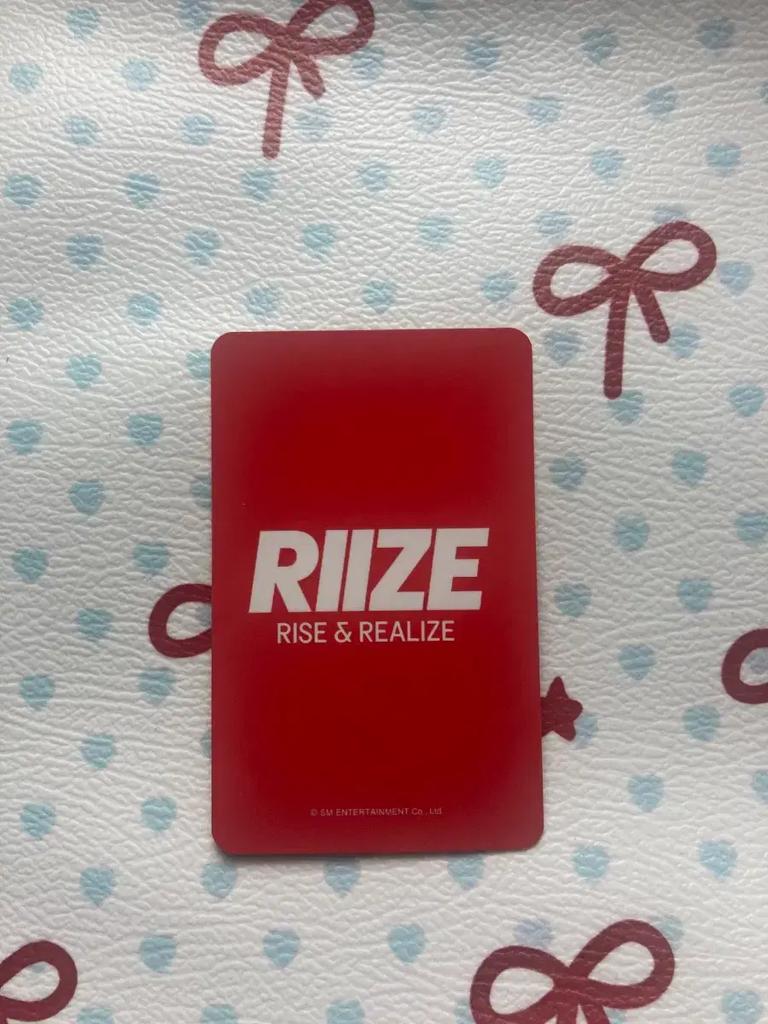 RIIZE
RISE & REALIZE
© SM ENTERTAINMENT Co., Ltd.